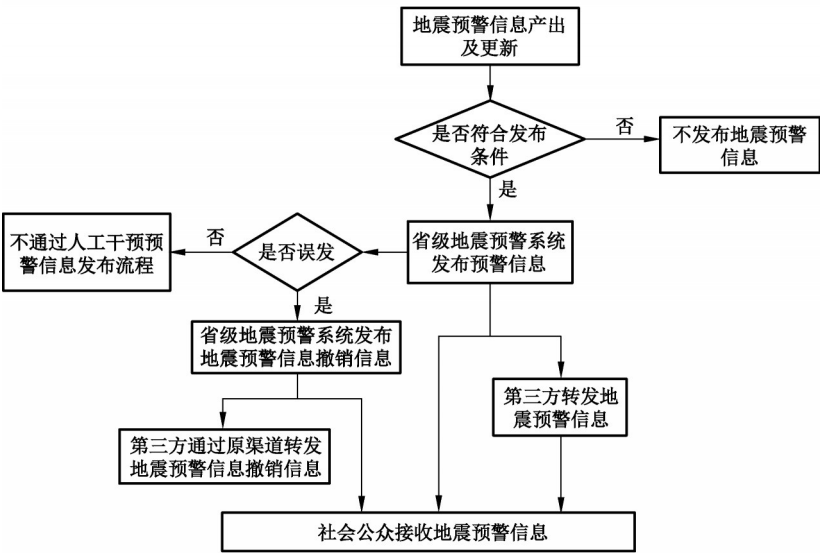 地震预警信息产出
及更新
是否符合发布
条件
否
不发布地震预警
信息
是
省级地震预警系统
发布预警信息
是否误发
否
不通过人工干预预
警信息发布流程
是
省级地震预警系统发布
地震预警信息撤销信息
第三方转发地
震预警信息
第三方通过原渠道转发
地震预警信息撤销信息
社会公众接收地震预警信息